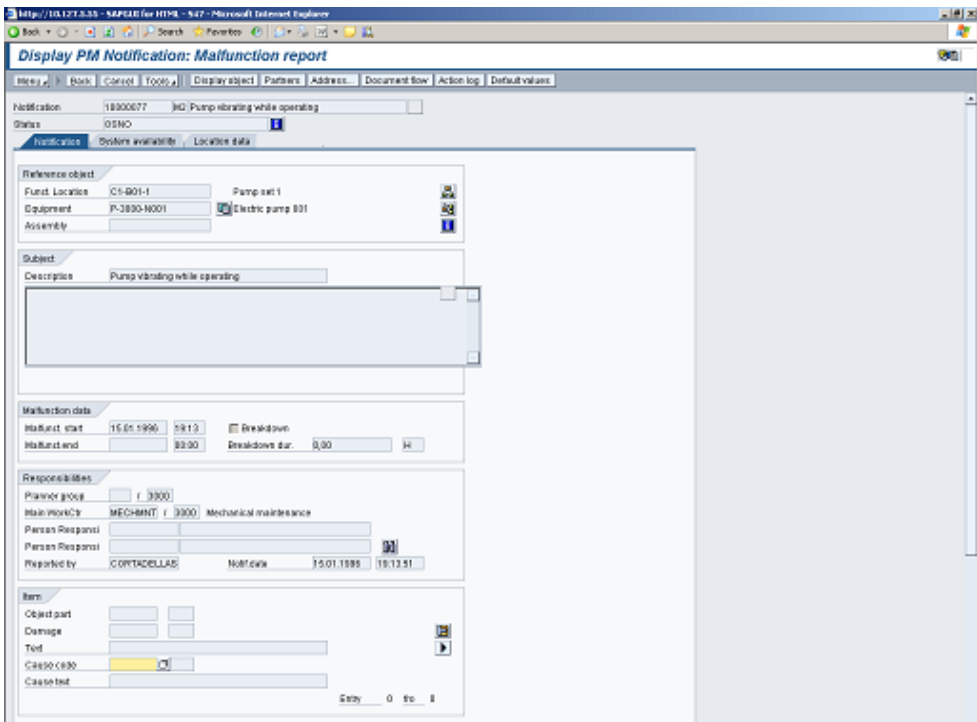 http://10.127.3.35 - SAPGUI for HTML - 547 - Microsoft Internet Explorer
Back Search Favorites
Display PM Notification: Malfunction report
Menu Back Cancel Tools Display object Partners Address... Document flow Action log Default values
Notification 10000077 M2 Pump vibrating while operating
Status OSNO
Notification System availability Location data
Reference object
Funct. Location C1-B01-1 Pump set 1
Equipment P-3000-N001 Electric pump 001
Assembly
Subject
Description Pump vibrating while operating
Malfunction data
Malfunct. start 15.01.1996 19:13 Breakdown
Malfunct.end 00:00 Breakdown dur. 0,00 H
Responsibilities
Planner group / 3000
Main WorkCtr MECHMNT / 3000 Mechanical maintenance
Person Responsi
Person Responsi
Reported by CORTADELLAS Notif.date 15.01.1996 19:13:51
Item
Object part
Damage
Text
Cause code
Cause text
Entry 0 fro 0